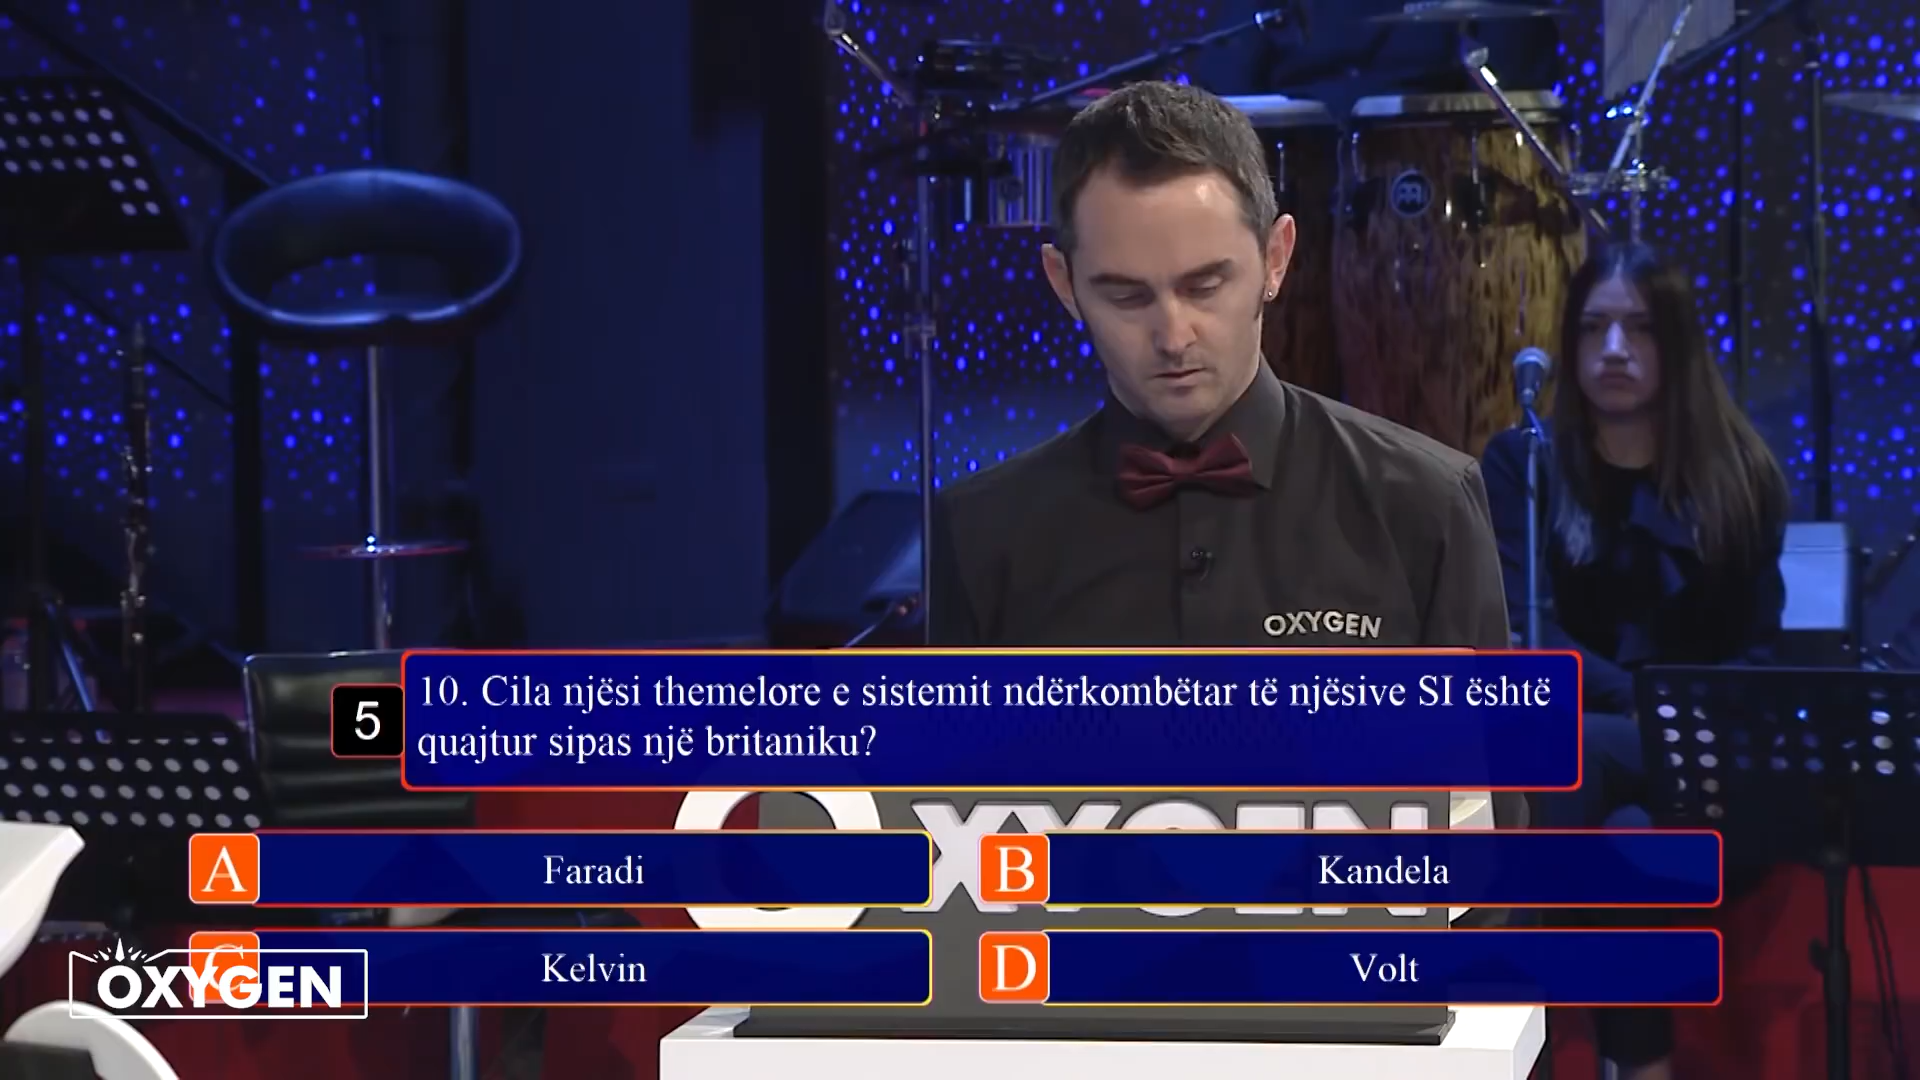 OXYGEN
5
10. Cila njësi themelore e sistemit ndërkombëtar të njësive SI është
quajtur sipas një britaniku?
OXYGEN
A Faradi
B Kandela
C Kelvin
D Volt
OXYGEN